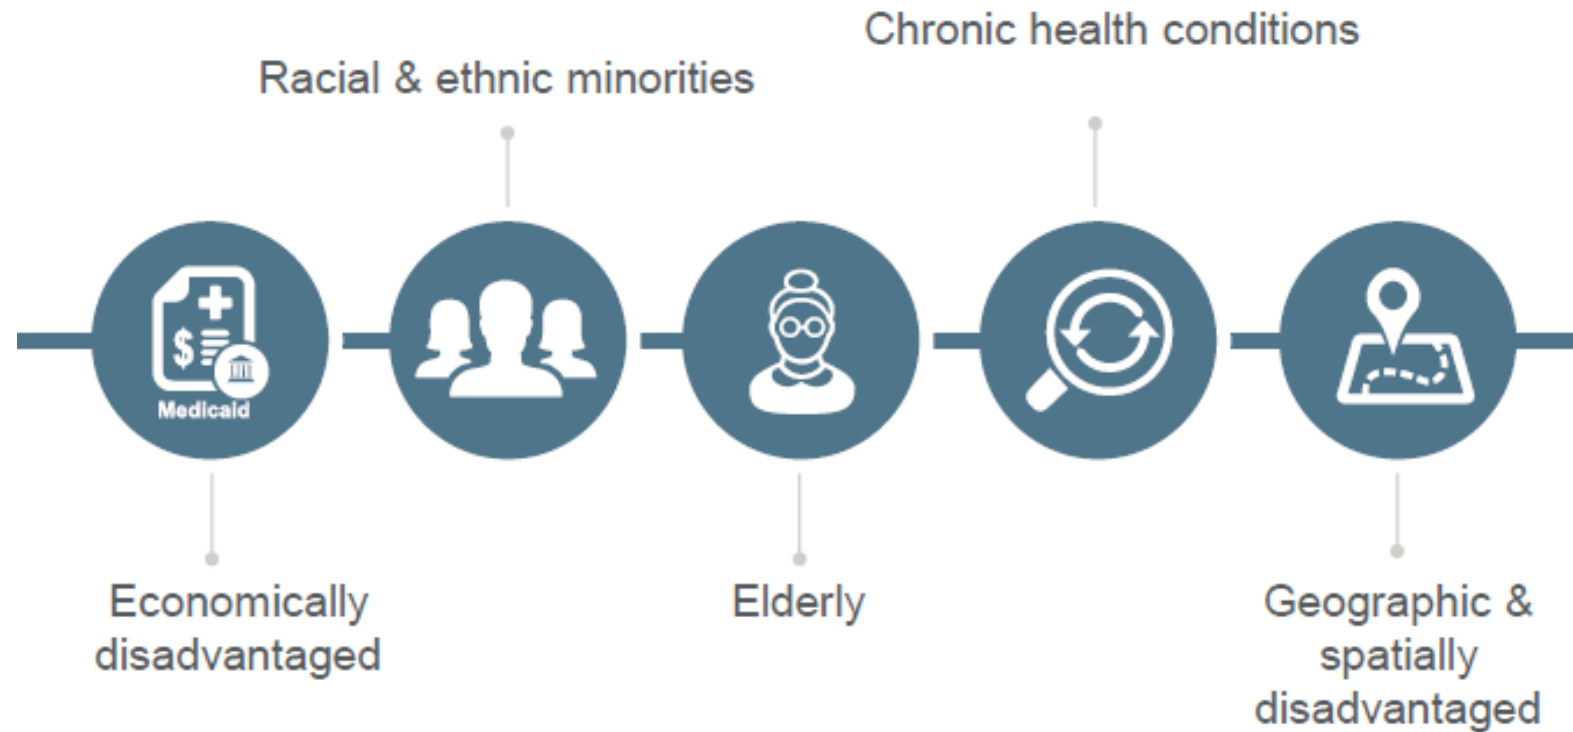 Chronic health conditions
Racial & ethnic minorities
$
Medicaid
Economically
disadvantaged
Elderly
Geographic &
spatially
disadvantaged